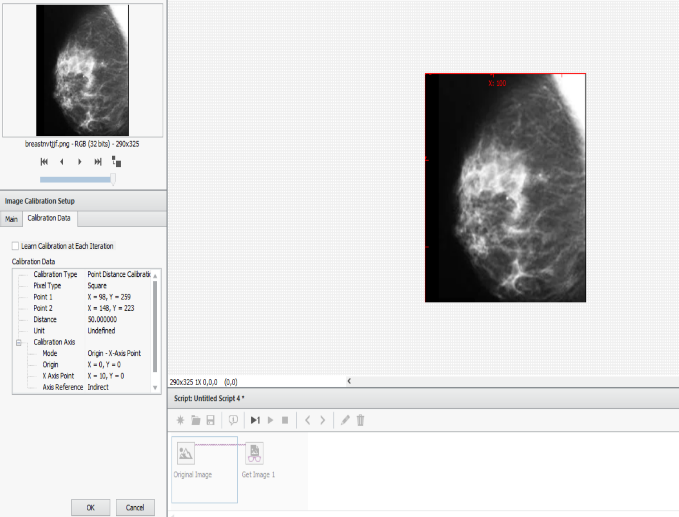 breastnvtjjf.png - RGB (32 bits) - 290x325
Image Calibration Setup
Main Calibration Data
Learn Calibration at Each Iteration
Calibration Data
Calibration Type Point Distance Calibratic
Pixel Type Square
Point 1 X = 98, Y = 259
Point 2 X = 148, Y = 223
Distance 50.000000
Unit Undefined
Calibration Axis
Mode Origin - X-Axis Point
Origin X = 0, Y = 0
X Axis Point X = 10, Y = 0
Axis Reference Indirect
OK Cancel
X: 100
290x325 1X 0,0,0 (0,0)
Script: Untitled Script 4 *
Original Image Get Image 1